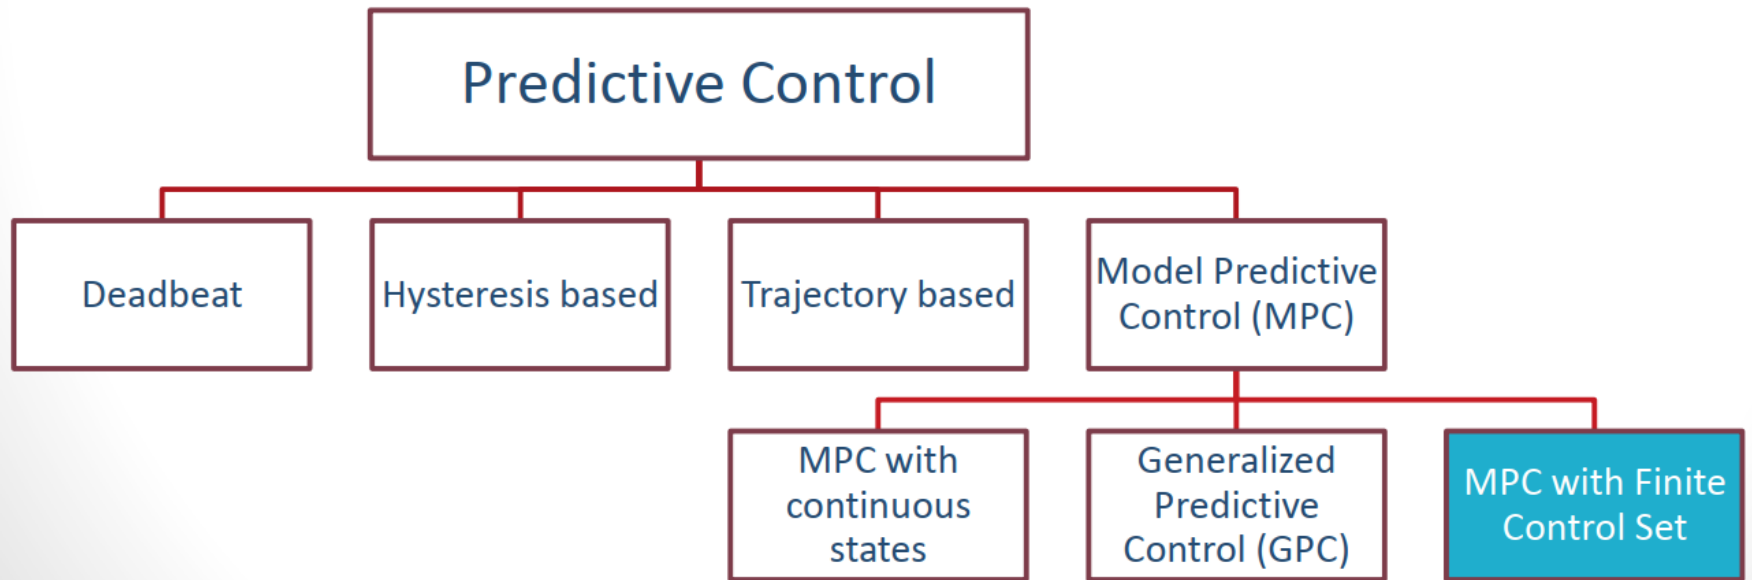 Predictive Control
Deadbeat
Hysteresis based
Trajectory based
Model Predictive
Control (MPC)
MPC with
continuous
states
Generalized
Predictive
Control (GPC)
MPC with Finite
Control Set